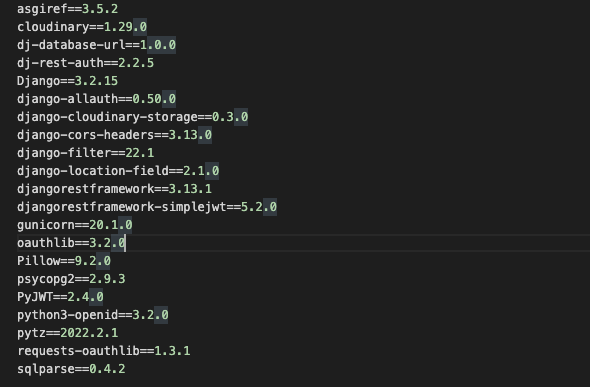 asgiref==3.5.2
cloudinary==1.29.0
dj-database-url==1.0.0
dj-rest-auth==2.2.5
Django==3.2.15
django-allauth==0.50.0
django-cloudinary-storage==0.3.0
django-cors-headers==3.13.0
django-filter==22.1
django-location-field==2.1.0
djangorestframework==3.13.1
djangorestframework-simplejwt==5.2.0
gunicorn==20.1.0
oauthlib==3.2.0
Pillow==9.2.0
psycopg2==2.9.3
PyJWT==2.4.0
python3-openid==3.2.0
pytz==2022.2.1
requests-oauthlib==1.3.1
sqlparse==0.4.2